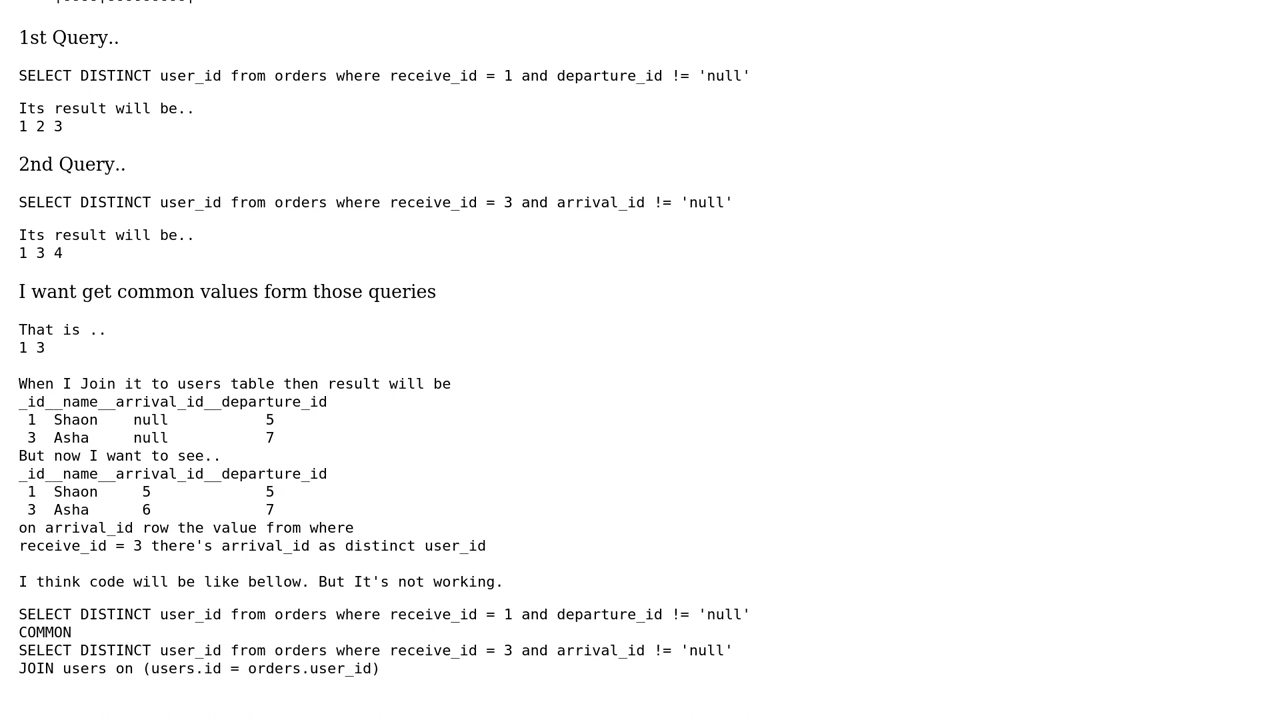 1st Query..
SELECT DISTINCT user_id from orders where receive_id = 1 and departure_id != 'null'
Its result will be..
1 2 3
2nd Query..
SELECT DISTINCT user_id from orders where receive_id = 3 and arrival_id != 'null'
Its result will be..
1 3 4
I want get common values form those queries
That is ..
1 3
When I Join it to users table then result will be
_id__name__arrival_id__departure_id
1  Shaon    null           5
3  Asha     null           7
But now I want to see..
_id__name__arrival_id__departure_id
1  Shaon     5             5
3  Asha      6             7
on arrival_id row the value from where
receive_id = 3 there's arrival_id as distinct user_id
I think code will be like bellow. But It's not working.
SELECT DISTINCT user_id from orders where receive_id = 1 and departure_id != 'null'
COMMON
SELECT DISTINCT user_id from orders where receive_id = 3 and arrival_id != 'null'
JOIN users on (users.id = orders.user_id)